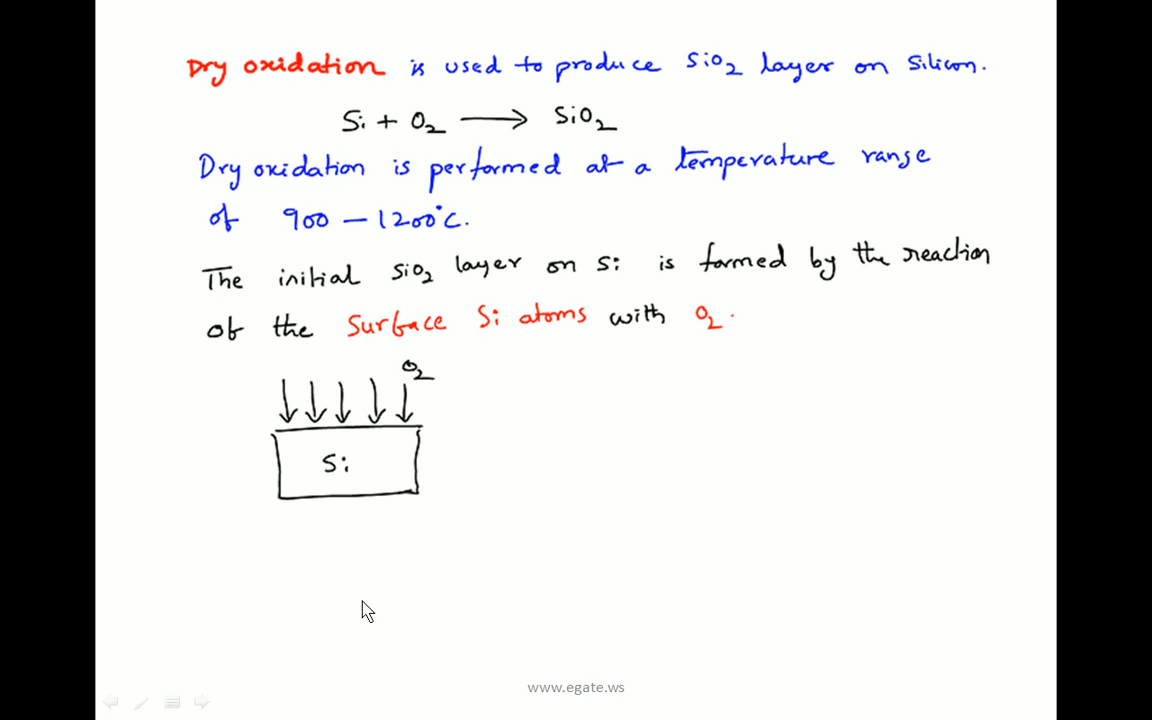 Dry oxidation is used to produce SiO2 layer on Silicon.
Si + O2 ⟶ SiO2
Dry oxidation is performed at a temperature range
of 900 – 1200°C.
The initial SiO2 layer on Si is formed by the reaction
of the Surface Si atoms with O2.
O2
Si
www.egate.ws